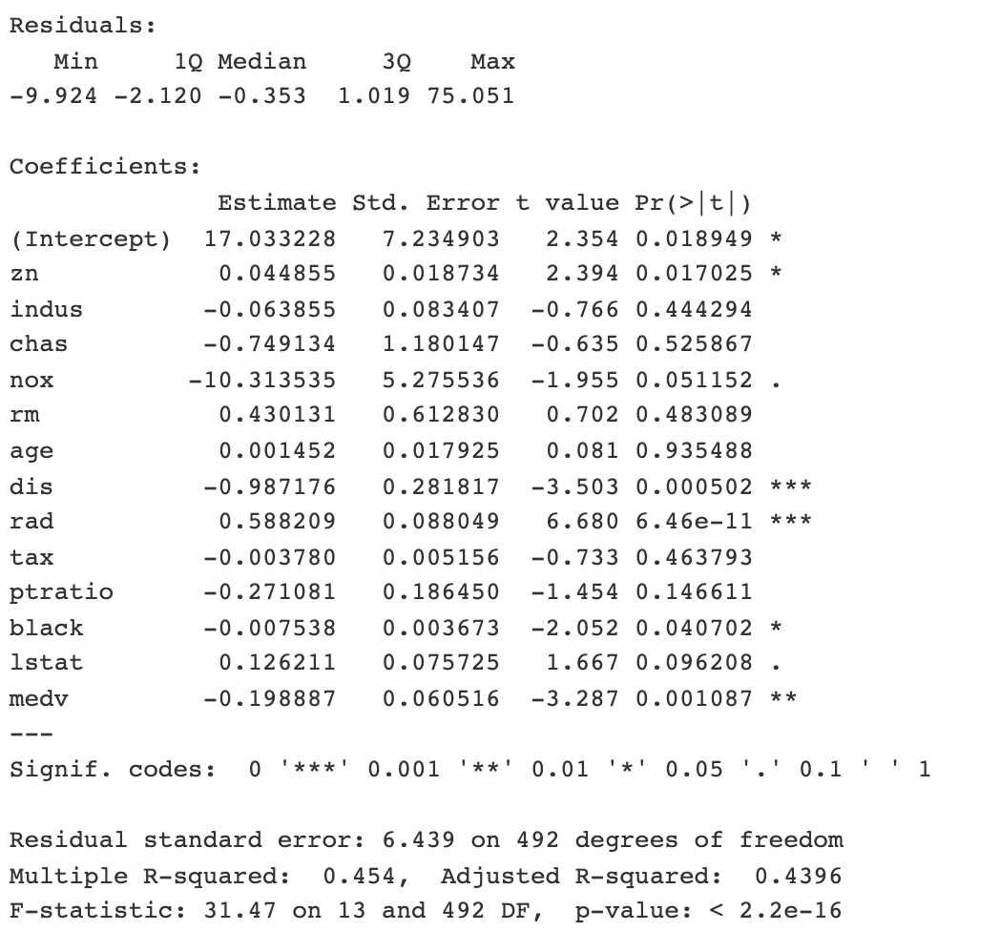 Residuals:
   Min     1Q Median     3Q    Max
-9.924 -2.120 -0.353  1.019 75.051

Coefficients:
              Estimate Std. Error t value Pr(>|t|)
(Intercept)  17.033228   7.234903   2.354 0.018949 *
zn            0.044855   0.018734   2.394 0.017025 *
indus        -0.063855   0.083407  -0.766 0.444294
chas         -0.749134   1.180147  -0.635 0.525867
nox         -10.313535   5.275536  -1.955 0.051152 .
rm            0.430131   0.612830   0.702 0.483089
age           0.001452   0.017925   0.081 0.935488
dis          -0.987176   0.281817  -3.503 0.000502 ***
rad           0.588209   0.088049   6.680 6.46e-11 ***
tax          -0.003780   0.005156  -0.733 0.463793
ptratio      -0.271081   0.186450  -1.454 0.146611
black        -0.007538   0.003673  -2.052 0.040702 *
lstat         0.126211   0.075725   1.667 0.096208 .
medv         -0.198887   0.060516  -3.287 0.001087 **
---
Signif. codes:  0 '***' 0.001 '**' 0.01 '*' 0.05 '.' 0.1 ' ' 1

Residual standard error: 6.439 on 492 degrees of freedom
Multiple R-squared:  0.454,	Adjusted R-squared:  0.4396
F-statistic: 31.47 on 13 and 492 DF,  p-value: < 2.2e-16